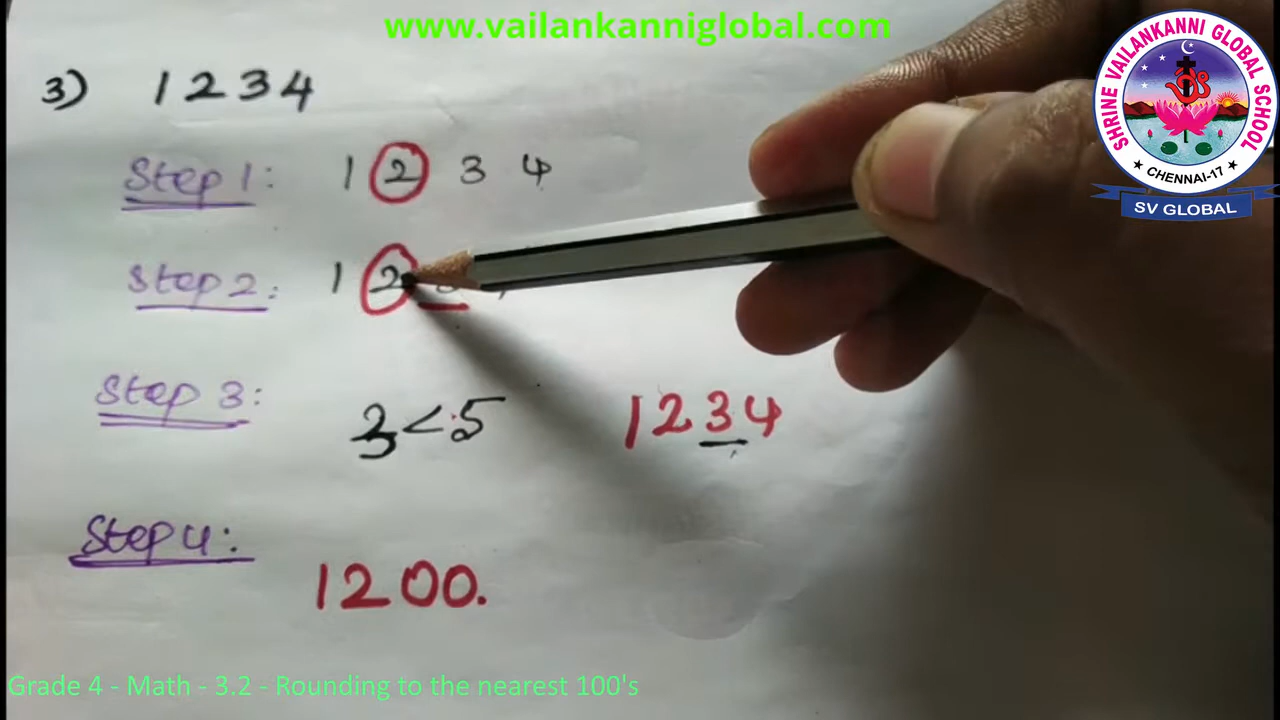 www.vailankanniglobal.com
SHRINE VAILANKANNI GLOBAL SCHOOL
★ CHENNAI-17 ★
SV GLOBAL
3) 1234
Step 1: 1 2 3 4
Step 2: 1 2
Step 3: 3<5 1234
Step 4:
1200.
Grade 4 - Math - 3.2 - Rounding to the nearest 100's